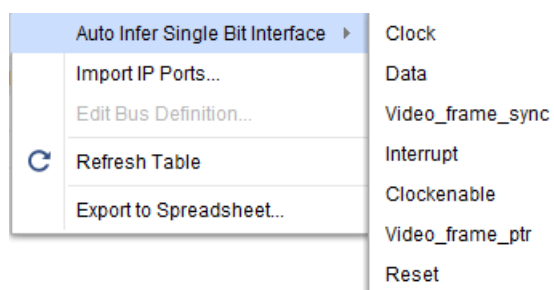 Auto Infer Single Bit Interface
Import IP Ports...
Edit Bus Definition...
Refresh Table
Export to Spreadsheet...
Clock
Data
Video_frame_sync
Interrupt
Clockenable
Video_frame_ptr
Reset